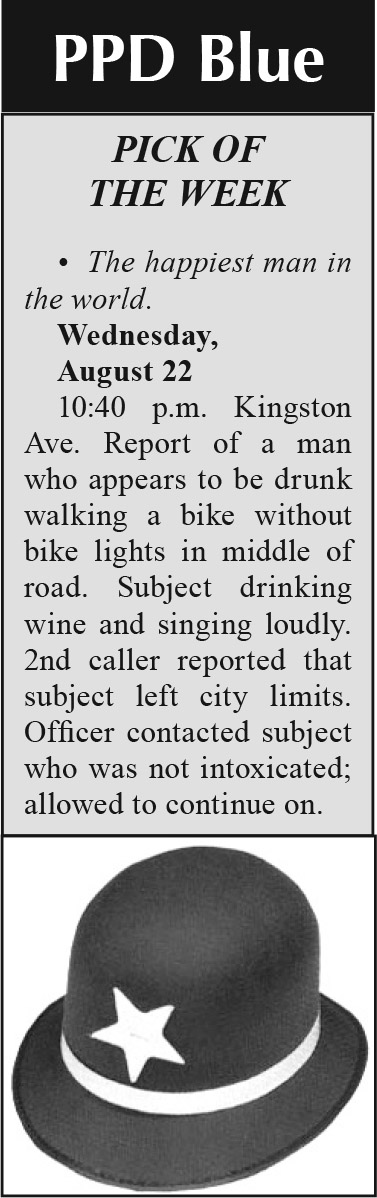 PPD Blue
PICK OF
THE WEEK
• The happiest man in
the world.
Wednesday,
August 22
10:40 p.m. Kingston
Ave. Report of a man
who appears to be drunk
walking a bike without
bike lights in middle of
road. Subject drinking
wine and singing loudly.
2nd caller reported that
subject left city limits.
Officer contacted subject
who was not intoxicated;
allowed to continue on.